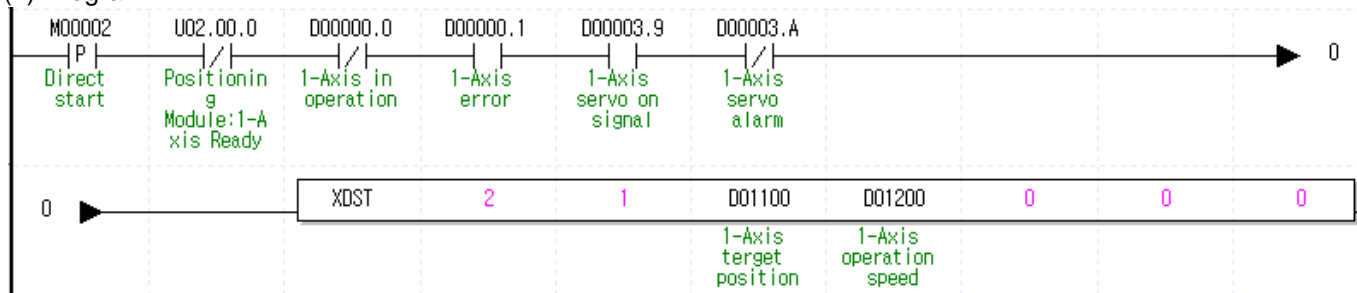 M00002 U02.00.0 D00000.0 D00000.1 D00003.9 D00003.A
P / / / 0
Direct Positionin 1-Axis in 1-Axis 1-Axis 1-Axis
start g operation error servo on servo
Module:1-A signal alarm
xis Ready
0 XDST 2 1 D01100 D01200 0 0 0
1-Axis 1-Axis
terget operation
position speed